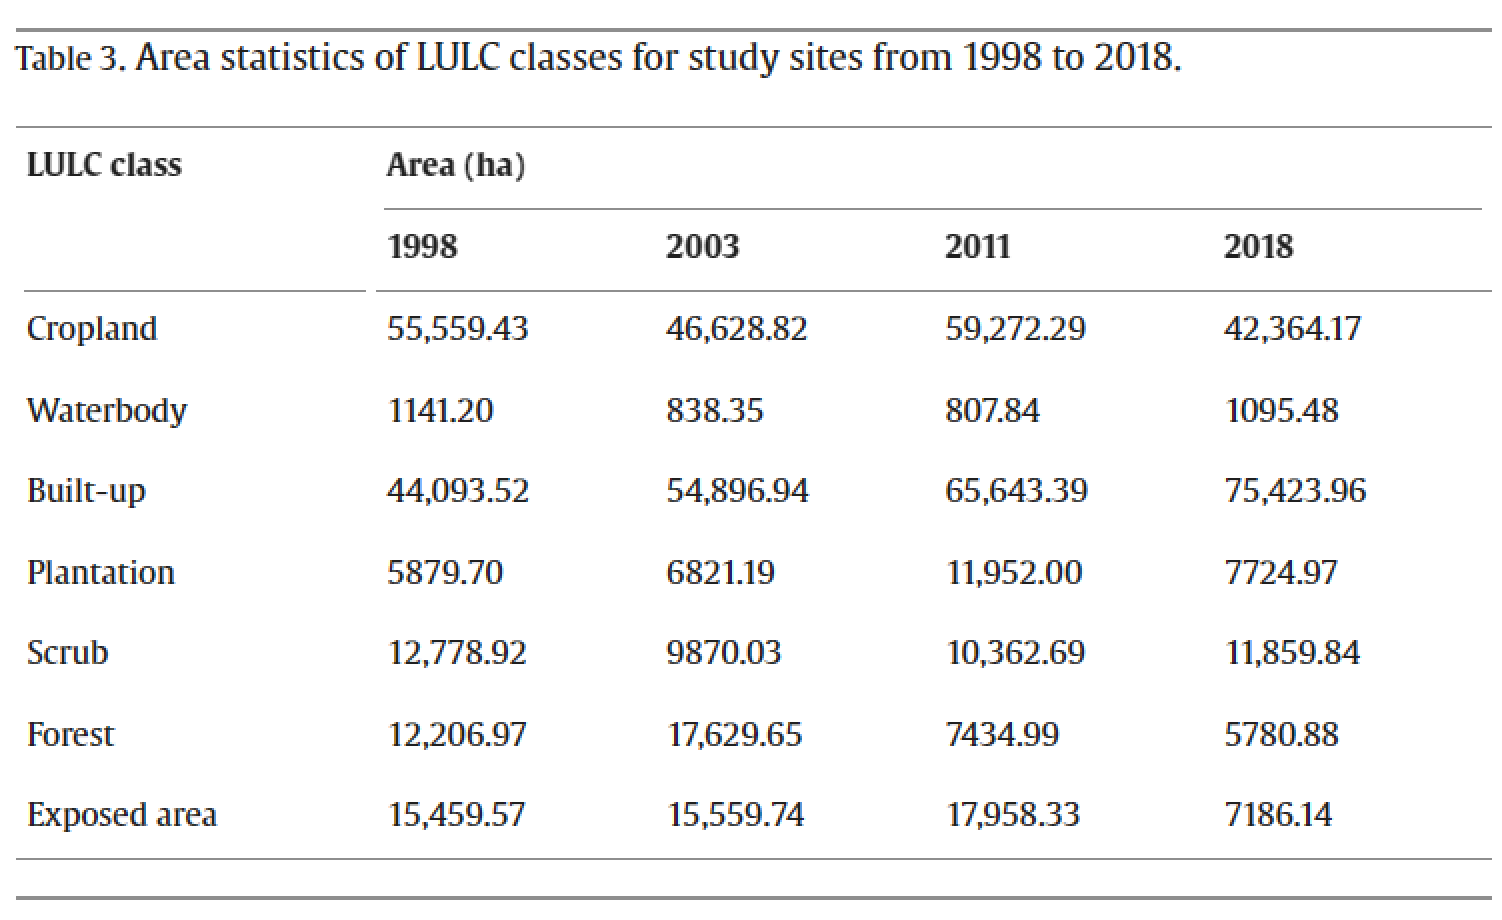 Table 3. Area statistics of LULC classes for study sites from 1998 to 2018.
LULC class Area (ha)
1998 2003 2011 2018
Cropland 55,559.43 46,628.82 59,272.29 42,364.17
Waterbody 1141.20 838.35 807.84 1095.48
Built-up 44,093.52 54,896.94 65,643.39 75,423.96
Plantation 5879.70 6821.19 11,952.00 7724.97
Scrub 12,778.92 9870.03 10,362.69 11,859.84
Forest 12,206.97 17,629.65 7434.99 5780.88
Exposed area 15,459.57 15,559.74 17,958.33 7186.14